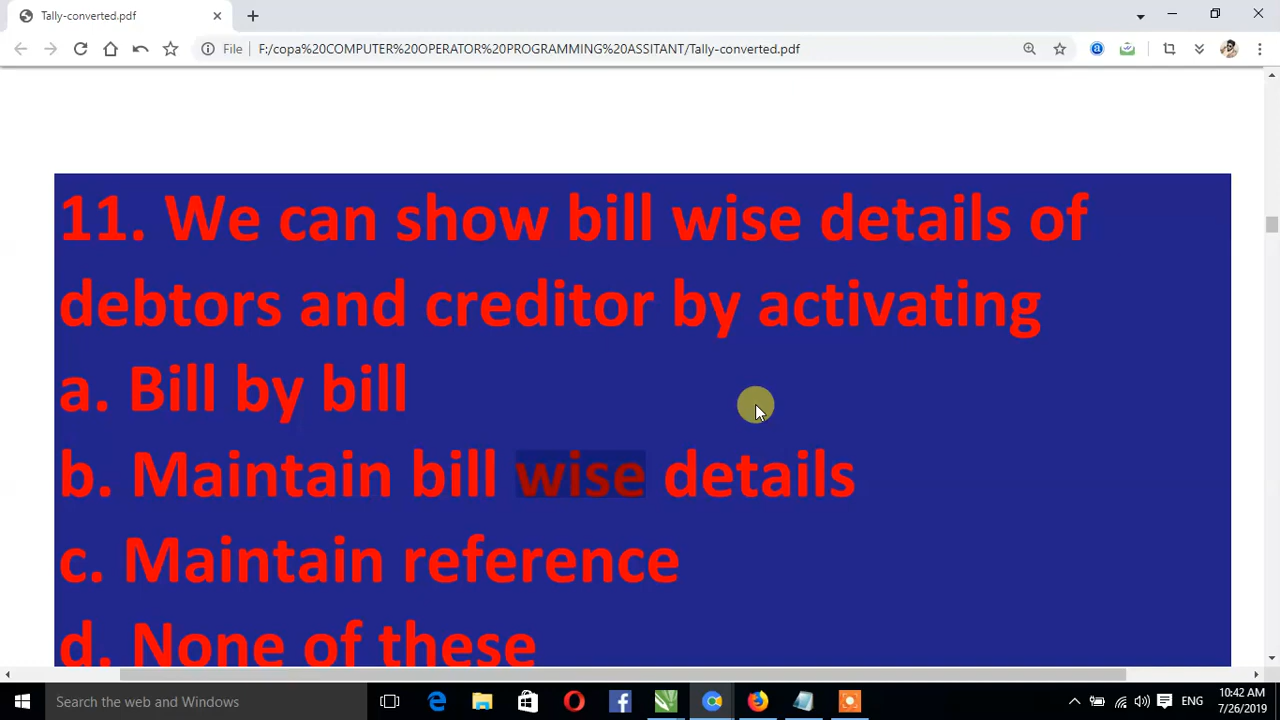 Tally-converted.pdf
File F:/copa%20COMPUTER%20OPERATOR%20PROGRAMMING%20ASSITANT/Tally-converted.pdf
11. We can show bill wise details of
debtors and creditor by activating
a. Bill by bill
b. Maintain bill wise details
c. Maintain reference
d. None of these
Search the web and Windows
ENG
10:42 AM
7/26/2019